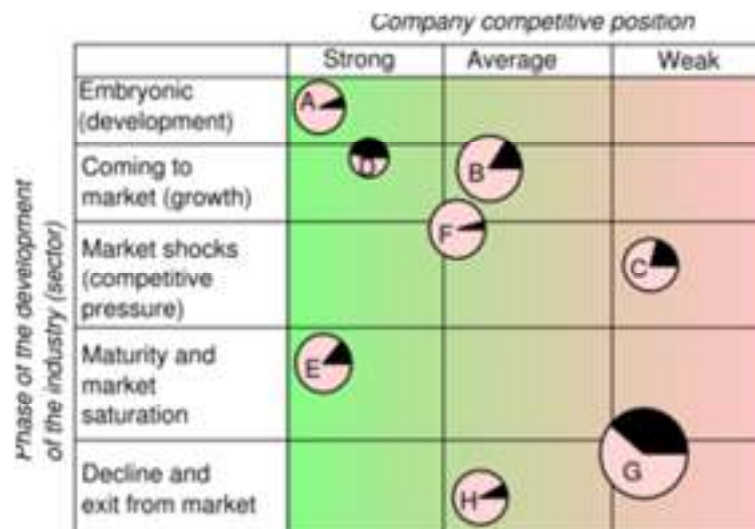 Company competitive position
Strong Average Weak
Embryonic
(development)
A
Coming to
market (growth)
D
B
Market shocks
(competitive
pressure)
F
C
Maturity and
market
saturation
E
Decline and
exit from market
H
G
Phase of the development
of the industry (sector)